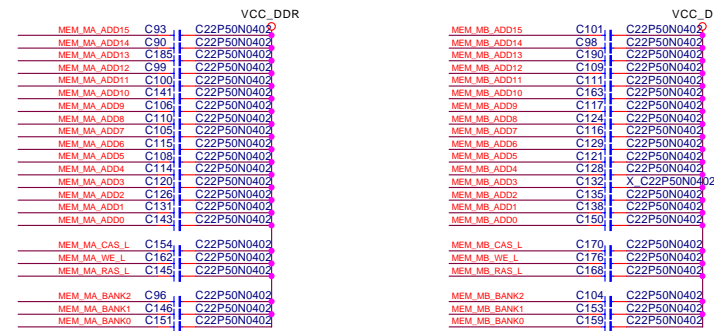 VCC_DDR VCC_D
MEM_MA_ADD15 C93 C22P50N0402 MEM_MB_ADD15 C101 C22P50N0402
MEM_MA_ADD14 C90 C22P50N0402 MEM_MB_ADD14 C98 C22P50N0402
MEM_MA_ADD13 C185 C22P50N0402 MEM_MB_ADD13 C190 C22P50N0402
MEM_MA_ADD12 C99 C22P50N0402 MEM_MB_ADD12 C109 C22P50N0402
MEM_MA_ADD11 C100 C22P50N0402 MEM_MB_ADD11 C111 C22P50N0402
MEM_MA_ADD10 C141 C22P50N0402 MEM_MB_ADD10 C163 C22P50N0402
MEM_MA_ADD9 C106 C22P50N0402 MEM_MB_ADD9 C117 C22P50N0402
MEM_MA_ADD8 C110 C22P50N0402 MEM_MB_ADD8 C124 C22P50N0402
MEM_MA_ADD7 C105 C22P50N0402 MEM_MB_ADD7 C116 C22P50N0402
MEM_MA_ADD6 C115 C22P50N0402 MEM_MB_ADD6 C129 C22P50N0402
MEM_MA_ADD5 C108 C22P50N0402 MEM_MB_ADD5 C121 C22P50N0402
MEM_MA_ADD4 C114 C22P50N0402 MEM_MB_ADD4 C128 C22P50N0402
MEM_MA_ADD3 C120 C22P50N0402 MEM_MB_ADD3 C132 X_C22P50N0402
MEM_MA_ADD2 C126 C22P50N0402 MEM_MB_ADD2 C135 C22P50N0402
MEM_MA_ADD1 C131 C22P50N0402 MEM_MB_ADD1 C138 C22P50N0402
MEM_MA_ADD0 C143 C22P50N0402 MEM_MB_ADD0 C150 C22P50N0402
MEM_MA_CAS_L C154 C22P50N0402 MEM_MB_CAS_L C170 C22P50N0402
MEM_MA_WE_L C162 C22P50N0402 MEM_MB_WE_L C176 C22P50N0402
MEM_MA_RAS_L C145 C22P50N0402 MEM_MB_RAS_L C168 C22P50N0402
MEM_MA_BANK2 C96 C22P50N0402 MEM_MB_BANK2 C104 C22P50N0402
MEM_MA_BANK1 C146 C22P50N0402 MEM_MB_BANK1 C153 C22P50N0402
MEM_MA_BANK0 C151 C22P50N0402 MEM_MB_BANK0 C159 C22P50N0402